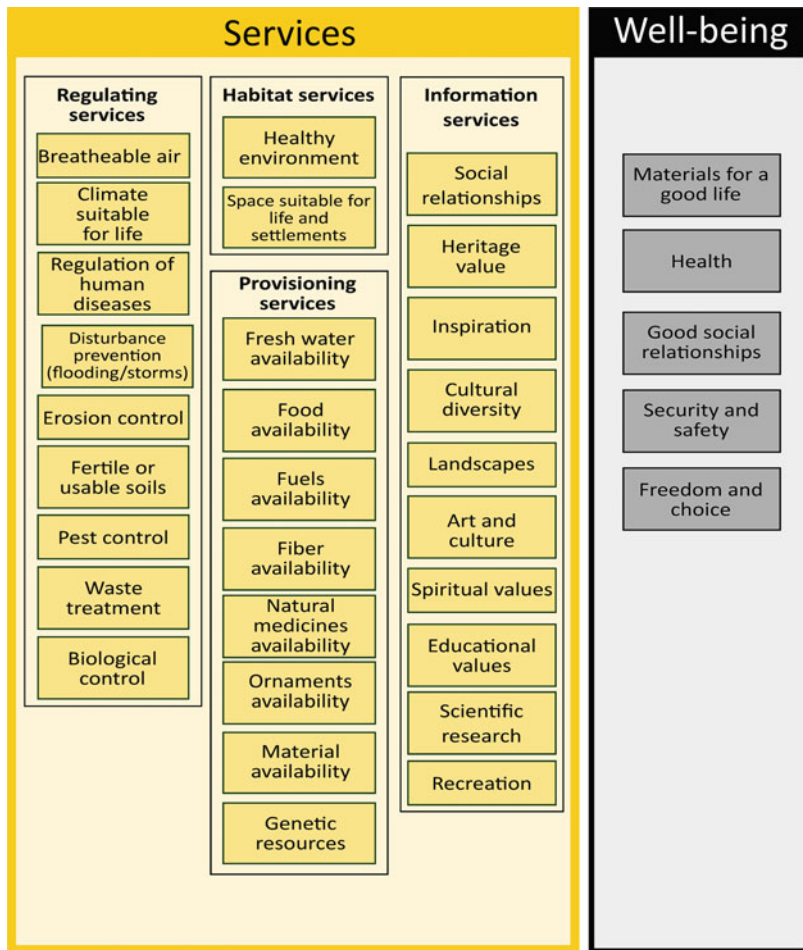 Services
Regulating
services
Breatheable air
Climate
suitable
for life
Regulation of
human
diseases
Disturbance
prevention
(flooding/storms)
Erosion control
Fertile or
usable soils
Pest control
Waste
treatment
Biological
control
Habitat services
Healthy
environment
Space suitable for
life and
settlements
Provisioning
services
Fresh water
availability
Food
availability
Fuels
availability
Fiber
availability
Natural
medicines
availability
Ornaments
availability
Material
availability
Genetic
resources
Information
services
Social
relationships
Heritage
value
Inspiration
Cultural
diversity
Landscapes
Art and
culture
Spiritual values
Educational
values
Scientific
research
Recreation
Well-being
Materials for a
good life
Health
Good social
relationships
Security and
safety
Freedom and
choice